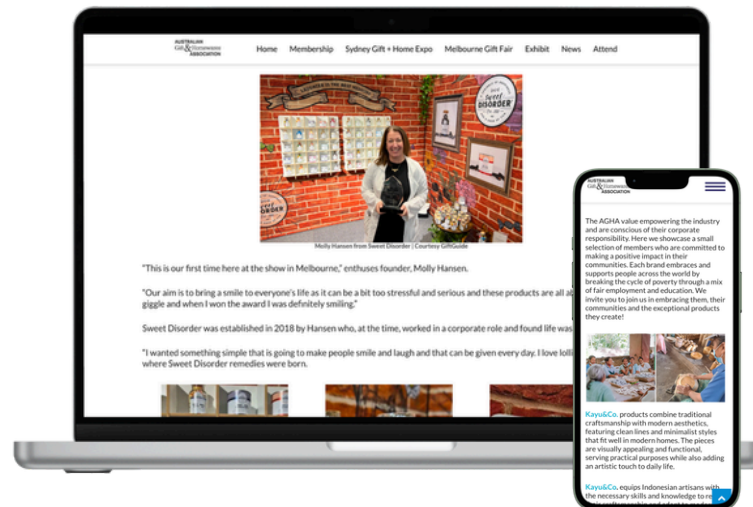 AUSTRALIAN
Gift & Homewares
ASSOCIATION
Home Membership Sydney Gift + Home Expo Melbourne Gift Fair Exhibit News Attend
Sweet
DISORDER
DISORDER
Molly Hansen from Sweet Disorder | Courtesy GiftGuide
"This is our first time here at the show in Melbourne," enthuses founder, Molly Hansen.
"Our aim is to bring a smile to everyone's life as it can be a bit too stressful and serious and these products are all ab
giggle and when I won the award I was definitely smiling."
Sweet Disorder was established in 2018 by Hansen who, at the time, worked in a corporate role and found life was
"I wanted something simple that is going to make people smile and laugh and that can be given every day. I love lolli
where Sweet Disorder remedies were born.
AUSTRALIAN
Gift & Homewares
ASSOCIATION
The AGHA value empowering the industry
and are conscious of their corporate
responsibility. Here we showcase a small
selection of members who are committed to
making a positive impact in their
communities. Each brand embraces and
supports people across the world by
breaking the cycle of poverty through a mix
of fair employment and education. We
invite you to join us in embracing them, their
communities and the exceptional products
they create!
Kayu&Co. products combine traditional
craftsmanship with modern aesthetics,
featuring clean lines and minimalist styles
that fit well in modern homes. The pieces
are visually appealing and functional,
serving practical purposes while also adding
an artistic touch to daily life.
Kayu&Co. equips Indonesian artisans with
the necessary skills and knowledge to re